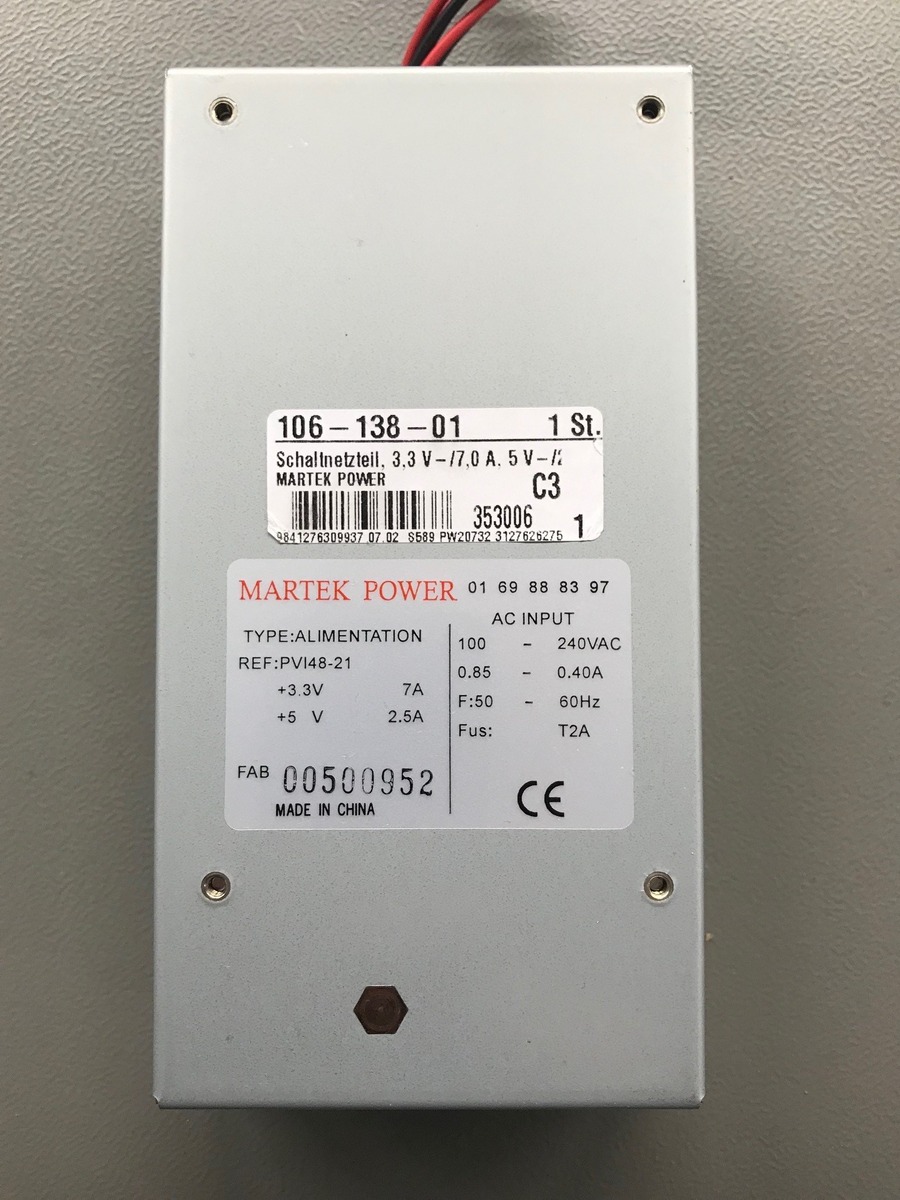 106-138-01 1 St.
Schaltnetzteil, 3,3 V-/7,0 A, 5 V-/2
MARTEK POWER
C3
353006 1
9841276309937 07.02 S589 PW20732 3127626275
MARTEK POWER 01 69 88 83 97
AC INPUT
TYPE:ALIMENTATION
100 - 240VAC
REF:PVI48-21
0.85 - 0.40A
+3.3V 7A
F:50 - 60Hz
+5 V 2.5A
Fus: T2A
FAB 00500952
CE
MADE IN CHINA